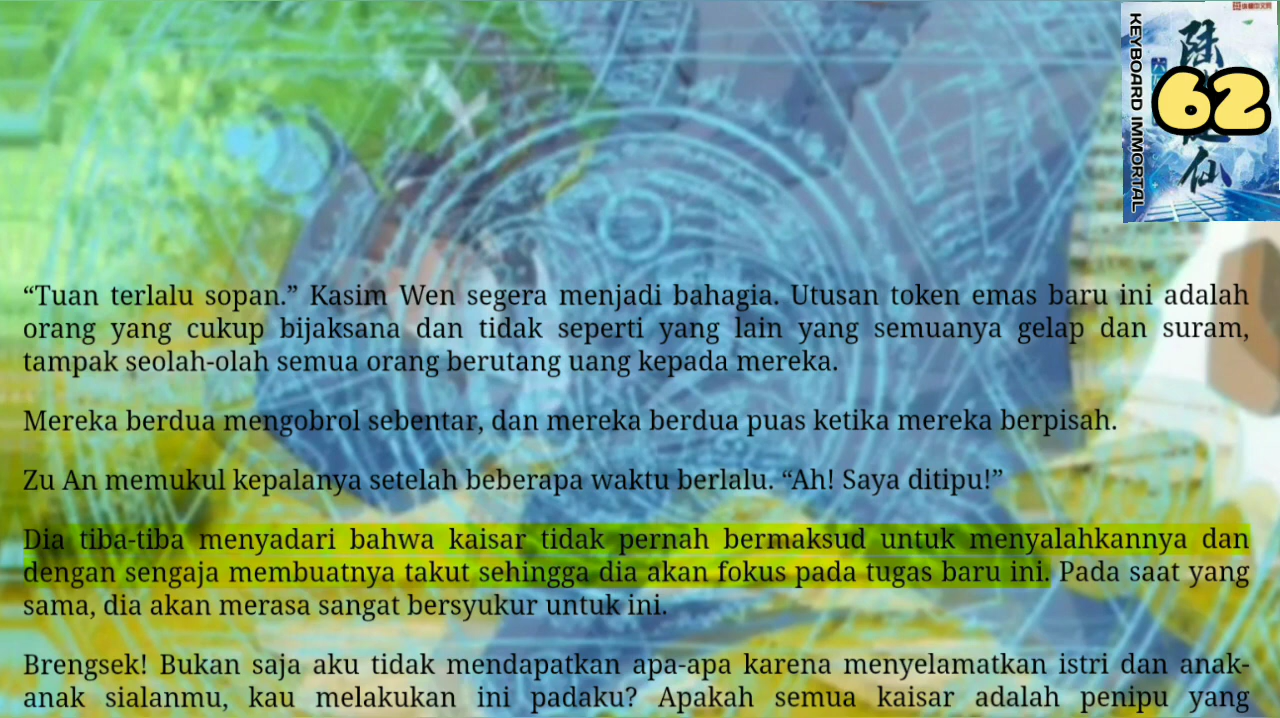 KEYBOARD IMMORTAL
62
“Tuan terlalu sopan.” Kasim Wen segera menjadi bahagia. Utusan token emas baru ini adalah
orang yang cukup bijaksana dan tidak seperti yang lain yang semuanya gelap dan suram,
tampak seolah-olah semua orang berutang uang kepada mereka.
Mereka berdua mengobrol sebentar, dan mereka berdua puas ketika mereka berpisah.
Zu An memukul kepalanya setelah beberapa waktu berlalu. “Ah! Saya ditipu!”
Dia tiba-tiba menyadari bahwa kaisar tidak pernah bermaksud untuk menyalahkannya dan
dengan sengaja membuatnya takut sehingga dia akan fokus pada tugas baru ini. Pada saat yang
sama, dia akan merasa sangat bersyukur untuk ini.
Brengsek! Bukan saja aku tidak mendapatkan apa-apa karena menyelamatkan istri dan anak-
anak sialanmu, kau melakukan ini padaku? Apakah semua kaisar adalah penipu yang